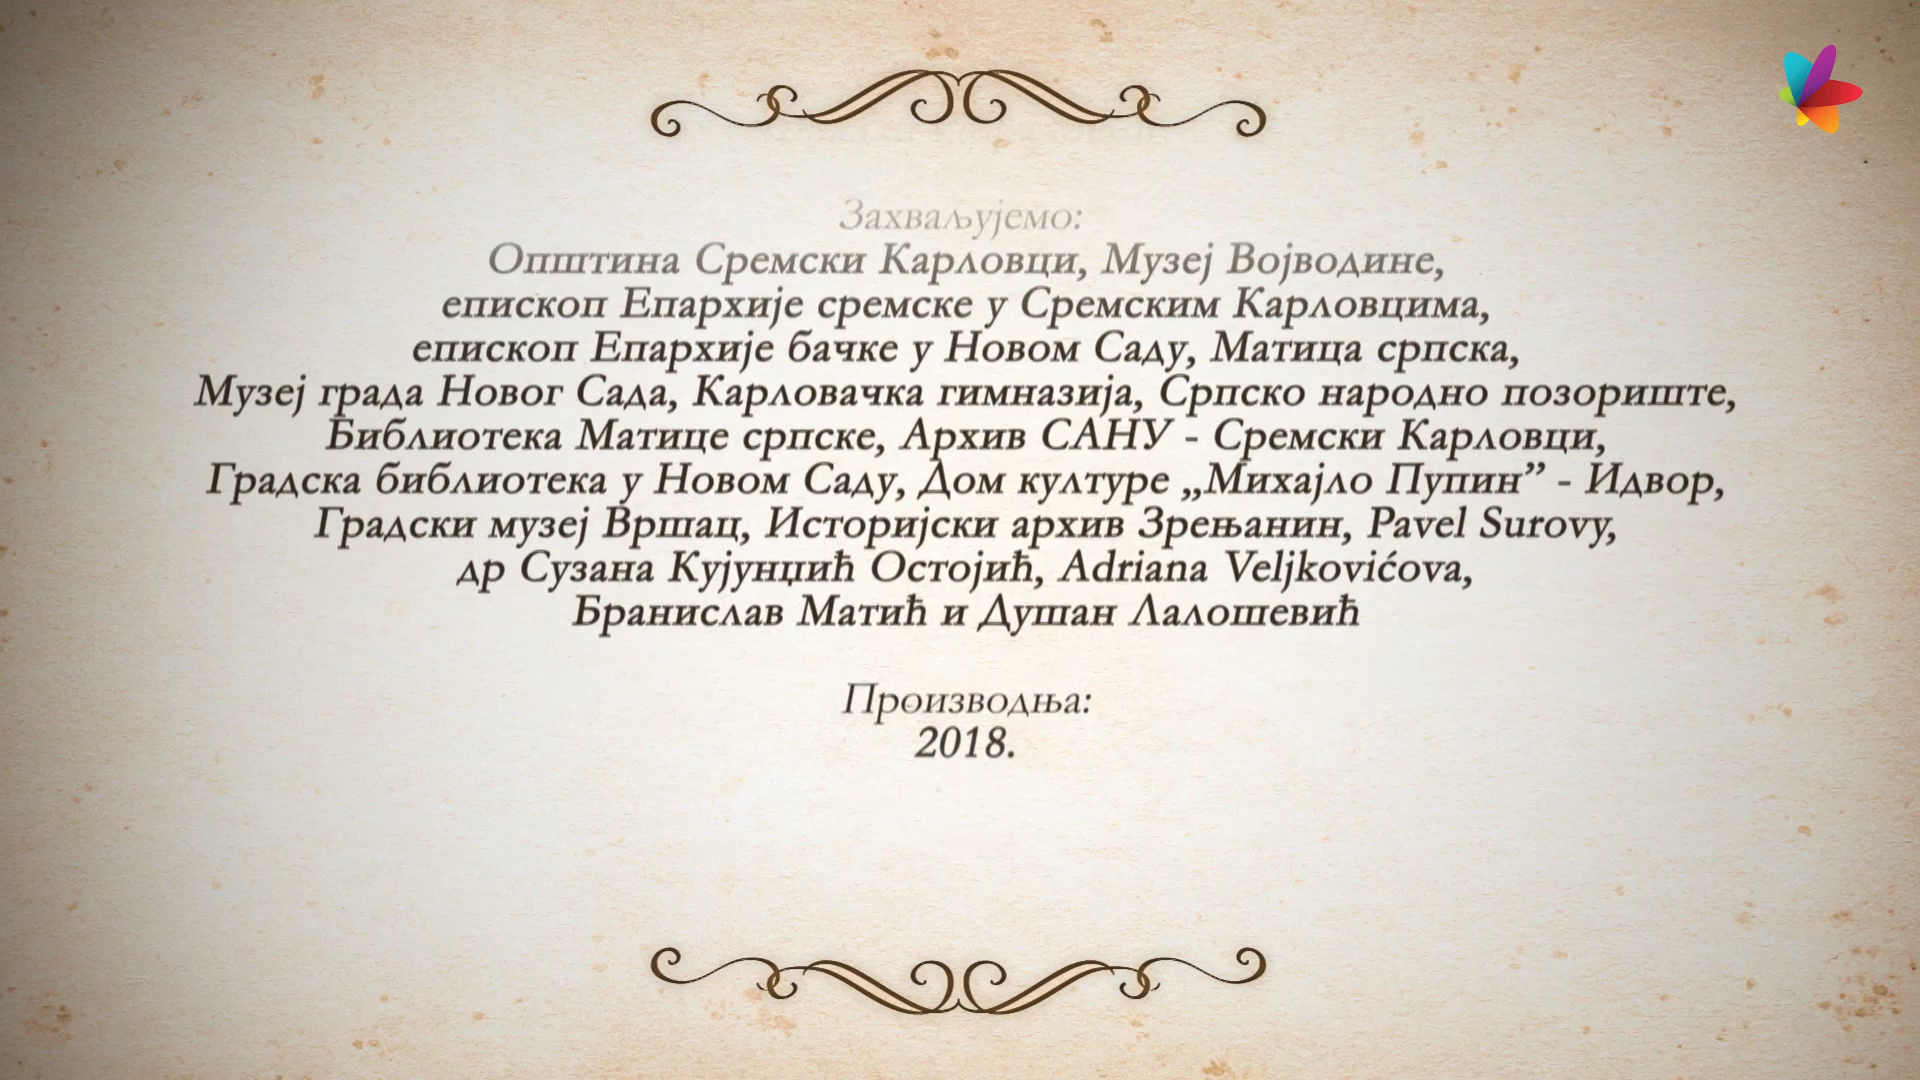 Захваљујемо:
Општина Сремски Карловци, Музеј Војводине,
епископ Епархије сремске у Сремским Карловцима,
епископ Епархије бачке у Новом Саду, Матица српска,
Музеј града Новог Сада, Карловачка гимназија, Српско народно позориште,
Библиотека Матице српске, Архив САНУ - Сремски Карловци,
Градска библиотека у Новом Саду, Дом културе „Михајло Пупин” - Идвор,
Градски музеј Вршац, Историјски архив Зрењанин, Pavel Surovy,
др Сузана Кујунџић Остојић, Adriana Veljkovićova,
Бранислав Матић и Душан Лалошевић
Производња:
2018.